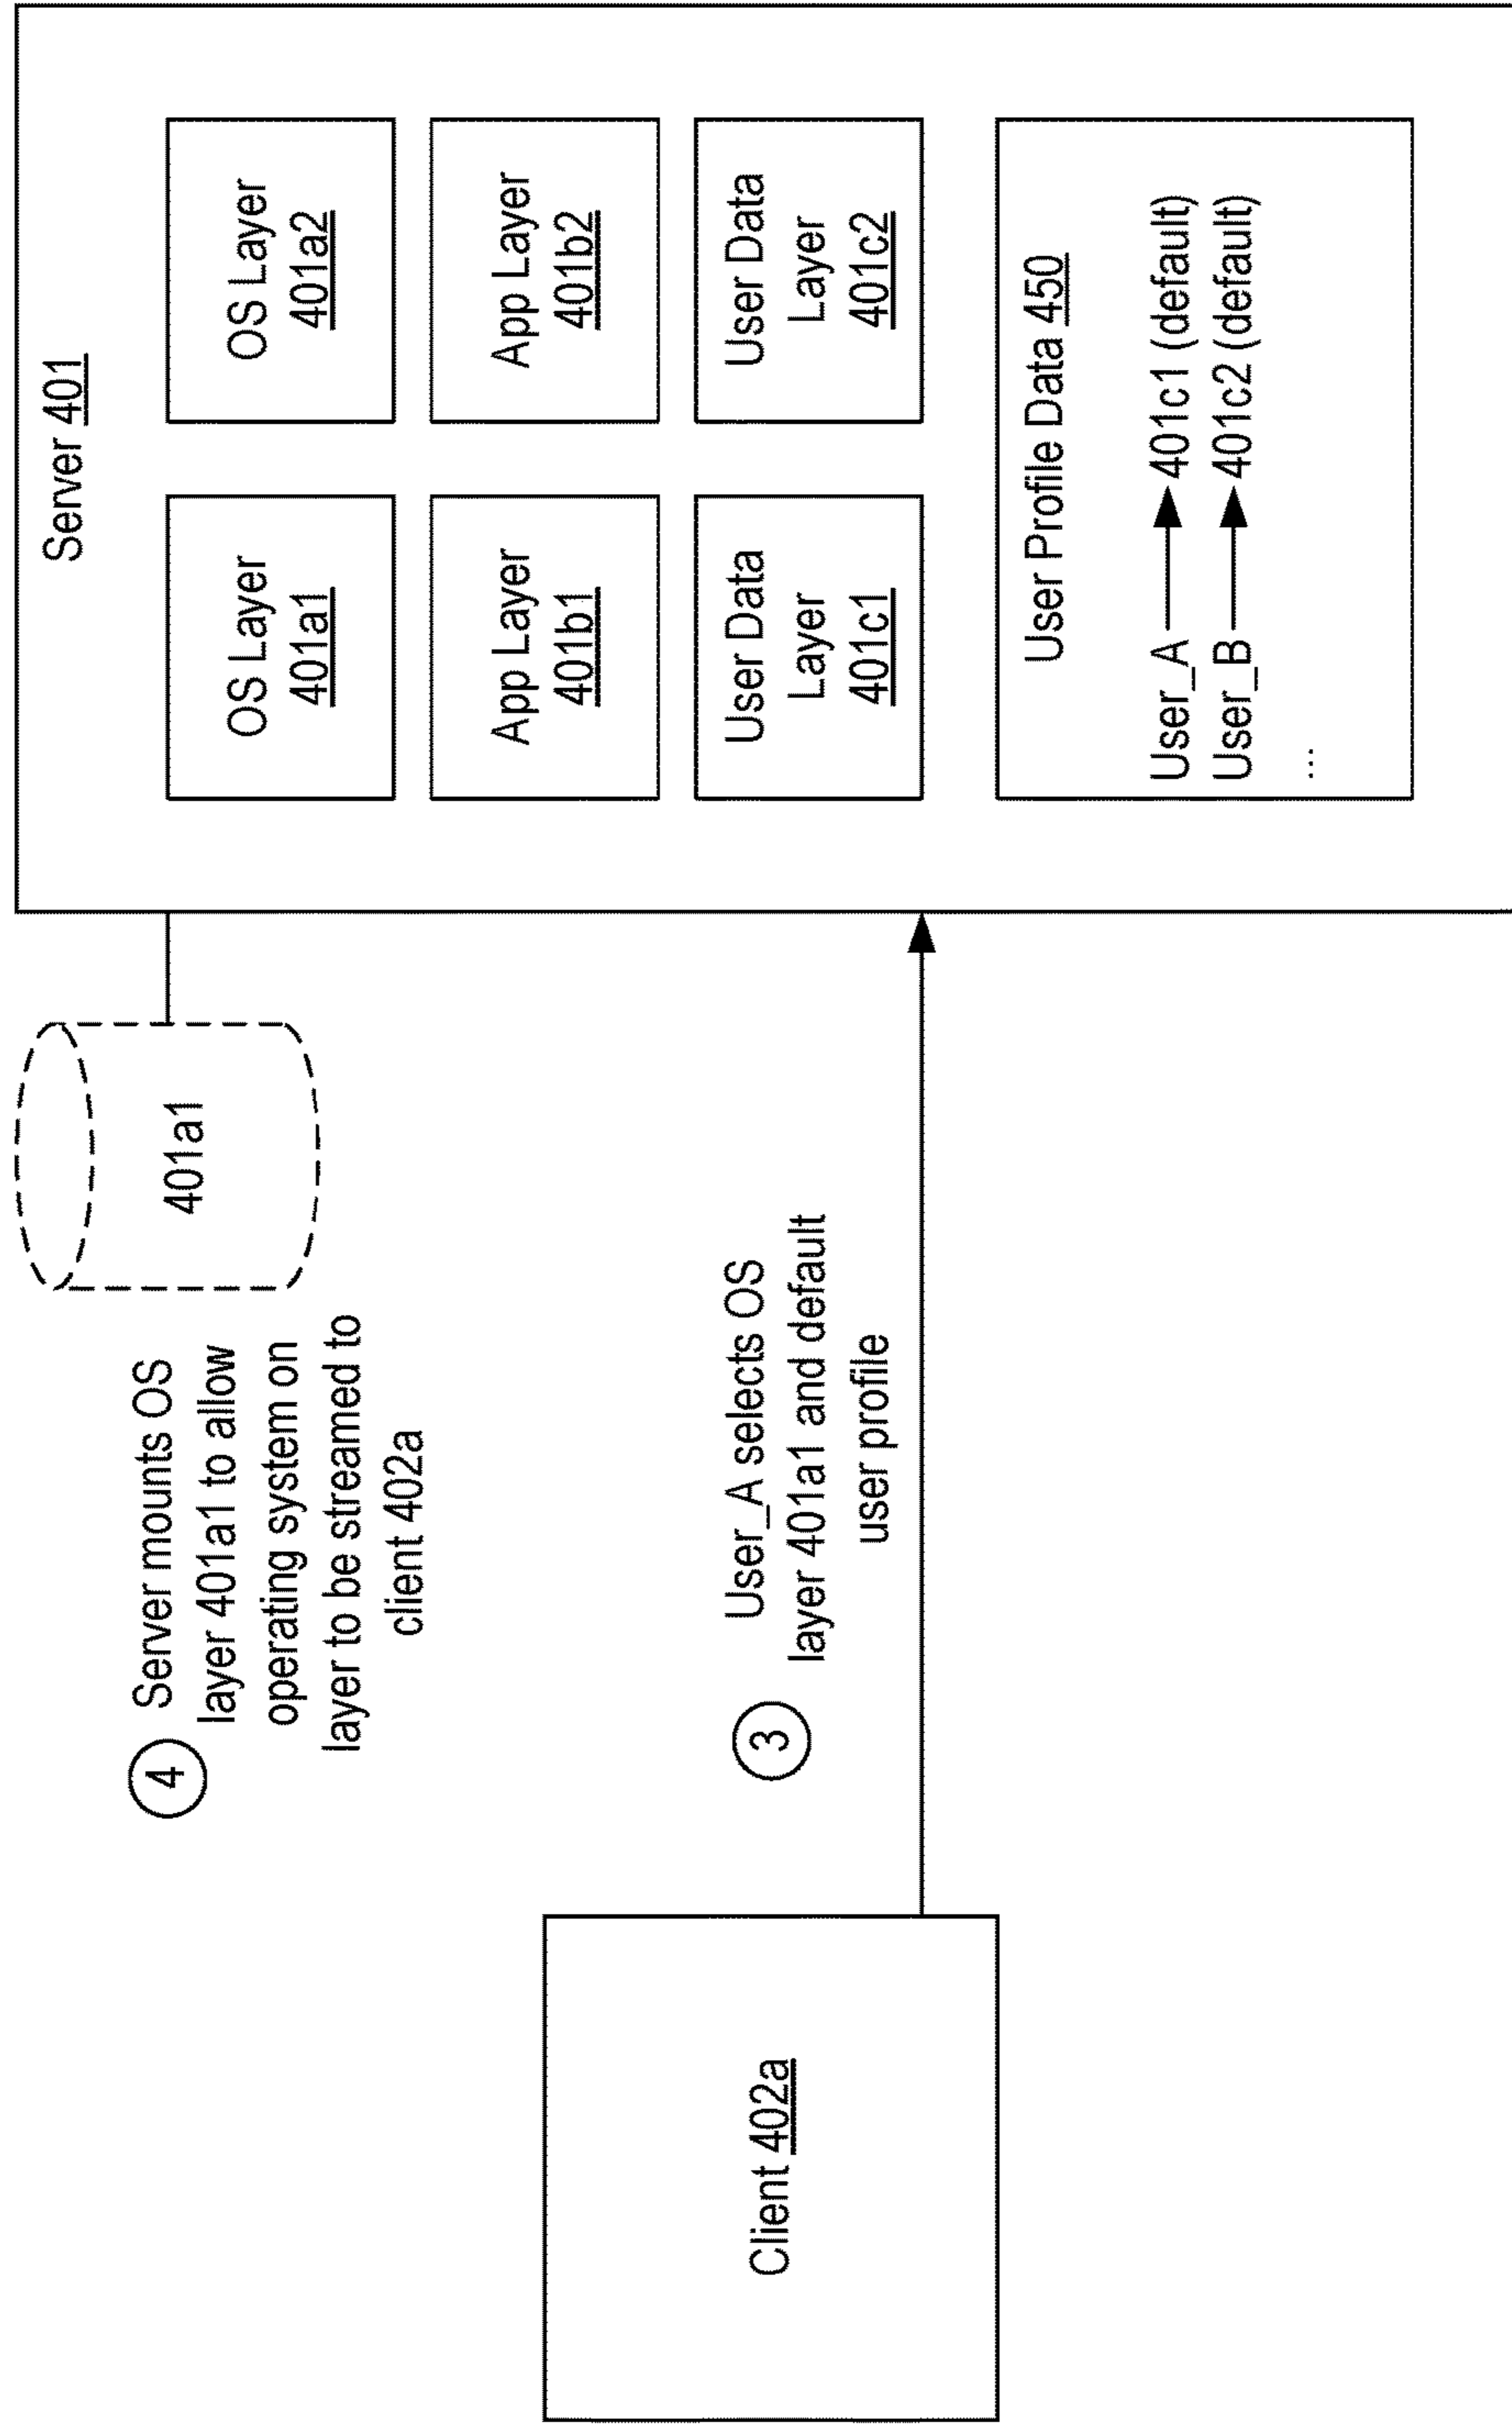 Server 401
OS Layer
401a1
OS Layer
401a2
App Layer
401b1
App Layer
401b2
User Data
Layer
401c1
User Data
Layer
401c2
User Profile Data 450
User_A 401c1 (default)
User_B 401c2 (default)
...
401a1
4 Server mounts OS
layer 401a1 to allow
operating system on
layer to be streamed to
client 402a
3 User_A selects OS
layer 401a1 and default
user profile
Client 402a